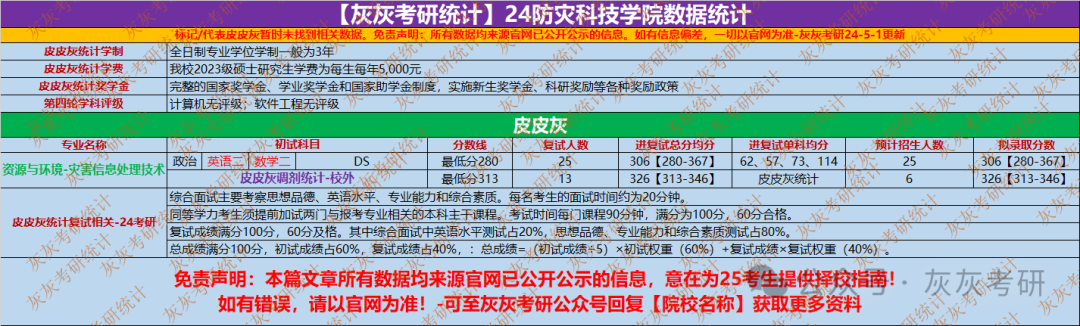 【灰灰考研统计】24防灾科技学院数据统计
标记/代表皮皮灰暂时未找到相关数据。免责声明：所有数据均来源官网已公开公示的信息。如有信息偏差，一切以官网为准-灰灰考研24-5-1更新
皮皮灰统计学制 全日制专业学位学制一般为3年
皮皮灰统计学费 我校2023级硕士研究生学费为每生每年5,000元
皮皮灰统计奖学金 完整的国家奖学金、学业奖学金和国家助学金制度，实施新生奖学金、科研奖励等各种奖励政策
第四轮学科评级 计算机无评级；软件工程无评级
皮皮灰
专业名称 初试科目 分数线 复试人数 进复试总分均分 进复试单科均分 预计招生人数 拟录取分数
资源与环境-灾害信息处理技术 政治 英语二 数学二 DS 最低分280 25 306【280-367】 62、57、73、114 25 306【280-367】
皮皮灰调剂统计-校外 最低分313 13 326【313-346】 皮皮灰统计 6 326【313-346】
皮皮灰统计复试相关-24考研
综合面试主要考察思想品德、英语水平、专业能力和综合素质。每名考生的面试时间约为20分钟。
同等学力考生须提前加试两门与报考专业相关的本科主干课程。考试时间每门课程90分钟，满分为100分，60分合格。
复试成绩满分100分，60分及格。其中综合面试中英语水平测试占20%，思想品德、专业能力和综合素质测试占80%。
总成绩满分100分，初试成绩占60%，复试成绩占40%，：总成绩=（初试成绩÷5）×初试权重（60%）+复试成绩×复试权重（40%）。
免责声明：本篇文章所有数据均来源官网已公开公示的信息，意在为25考生提供择校指南！
如有错误，请以官网为准！-可至灰灰考研公众号回复【院校名称】获取更多资料
公众号 · 灰灰考研
灰灰考研统计